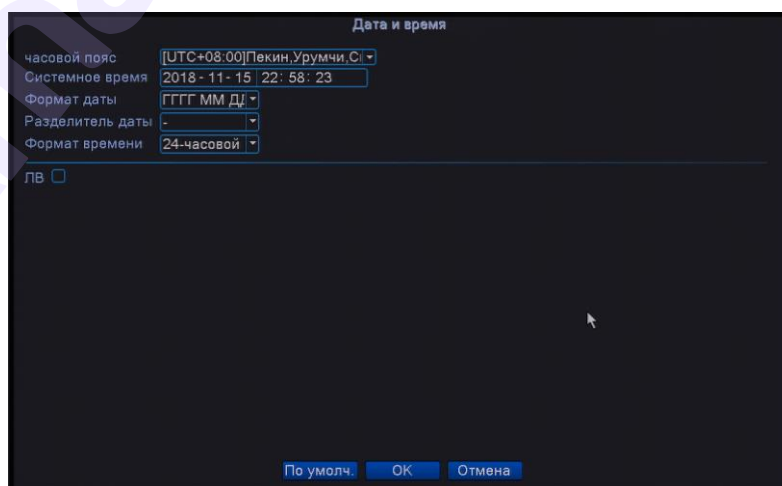 Дата и время
часовой пояс [UTC+08:00]Пекин,Урумчи,С
Системное время 2018-11-15 22:58:23
Формат даты ГГГГ ММ ДД
Разделитель даты -
Формат времени 24-часовой
ЛВ
По умолч. OK Отмена